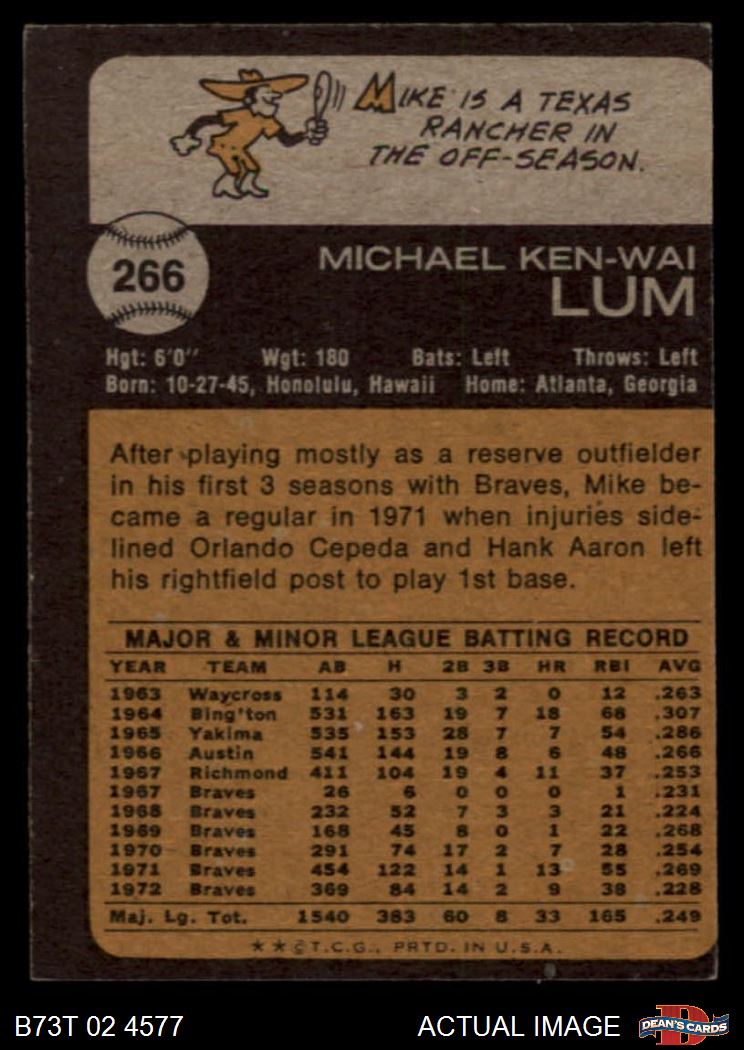 MIKE IS A TEXAS
RANCHER IN
THE OFF-SEASON.
266
MICHAEL KEN-WAI
LUM
Hgt: 6'0" Wgt: 180 Bats: Left Throws: Left
Born: 10-27-45, Honolulu, Hawaii Home: Atlanta, Georgia
After playing mostly as a reserve outfielder
in his first 3 seasons with Braves, Mike be-
came a regular in 1971 when injuries side-
lined Orlando Cepeda and Hank Aaron left
his rightfield post to play 1st base.
MAJOR & MINOR LEAGUE BATTING RECORD
YEAR TEAM AB H 2B 3B HR RBI AVG
1963 Waycross 114 30 3 2 0 12 .263
1964 Bing'ton 531 163 19 7 18 68 .307
1965 Yakima 535 153 28 7 7 54 .286
1966 Austin 541 144 19 8 6 48 .266
1967 Richmond 411 104 19 4 11 37 .253
1967 Braves 26 6 0 0 0 1 .231
1968 Braves 232 52 7 3 3 21 .224
1969 Braves 168 45 8 0 1 22 .268
1970 Braves 291 74 17 2 7 28 .254
1971 Braves 454 122 14 1 13 55 .269
1972 Braves 369 84 14 2 9 38 .228
Maj. Lg. Tot. 1540 383 60 8 33 165 .249
**©T.C.G., PRTD. IN U.S.A.
B73T 02 4577 ACTUAL IMAGE D DEAN'S CARDS